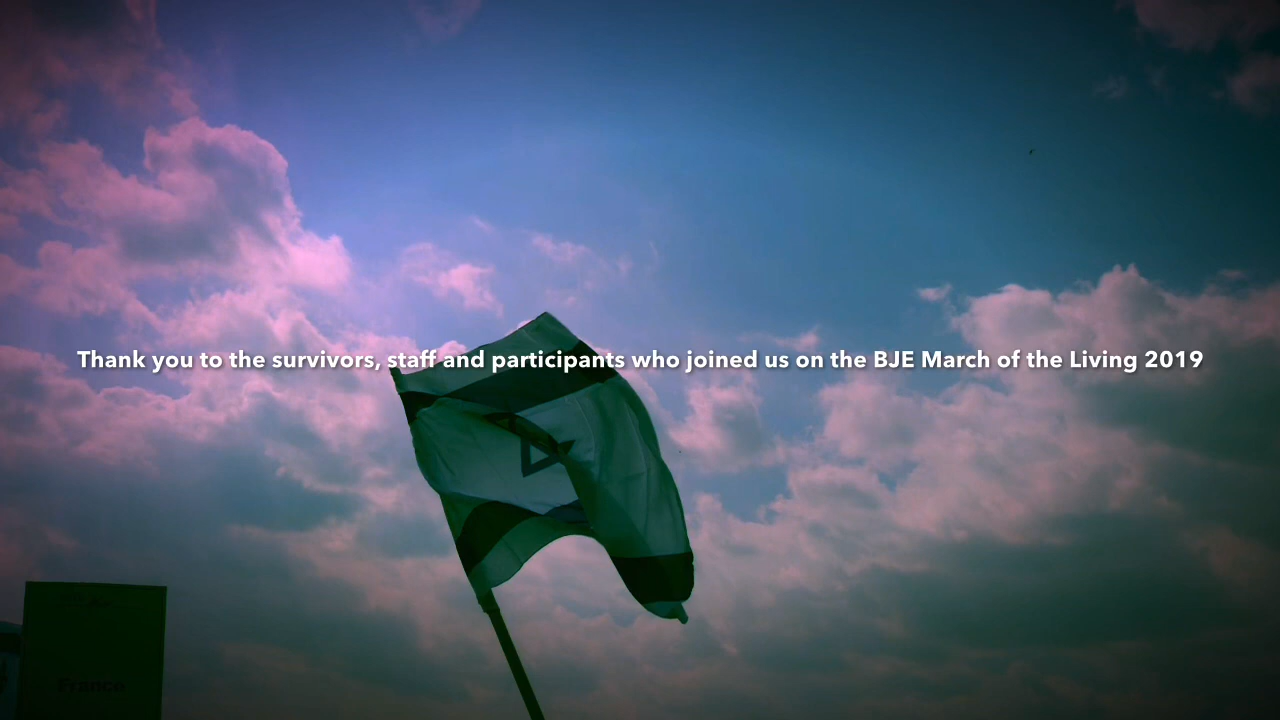 Thank you to the survivors, staff and participants who joined us on the BJE March of the Living 2019
France